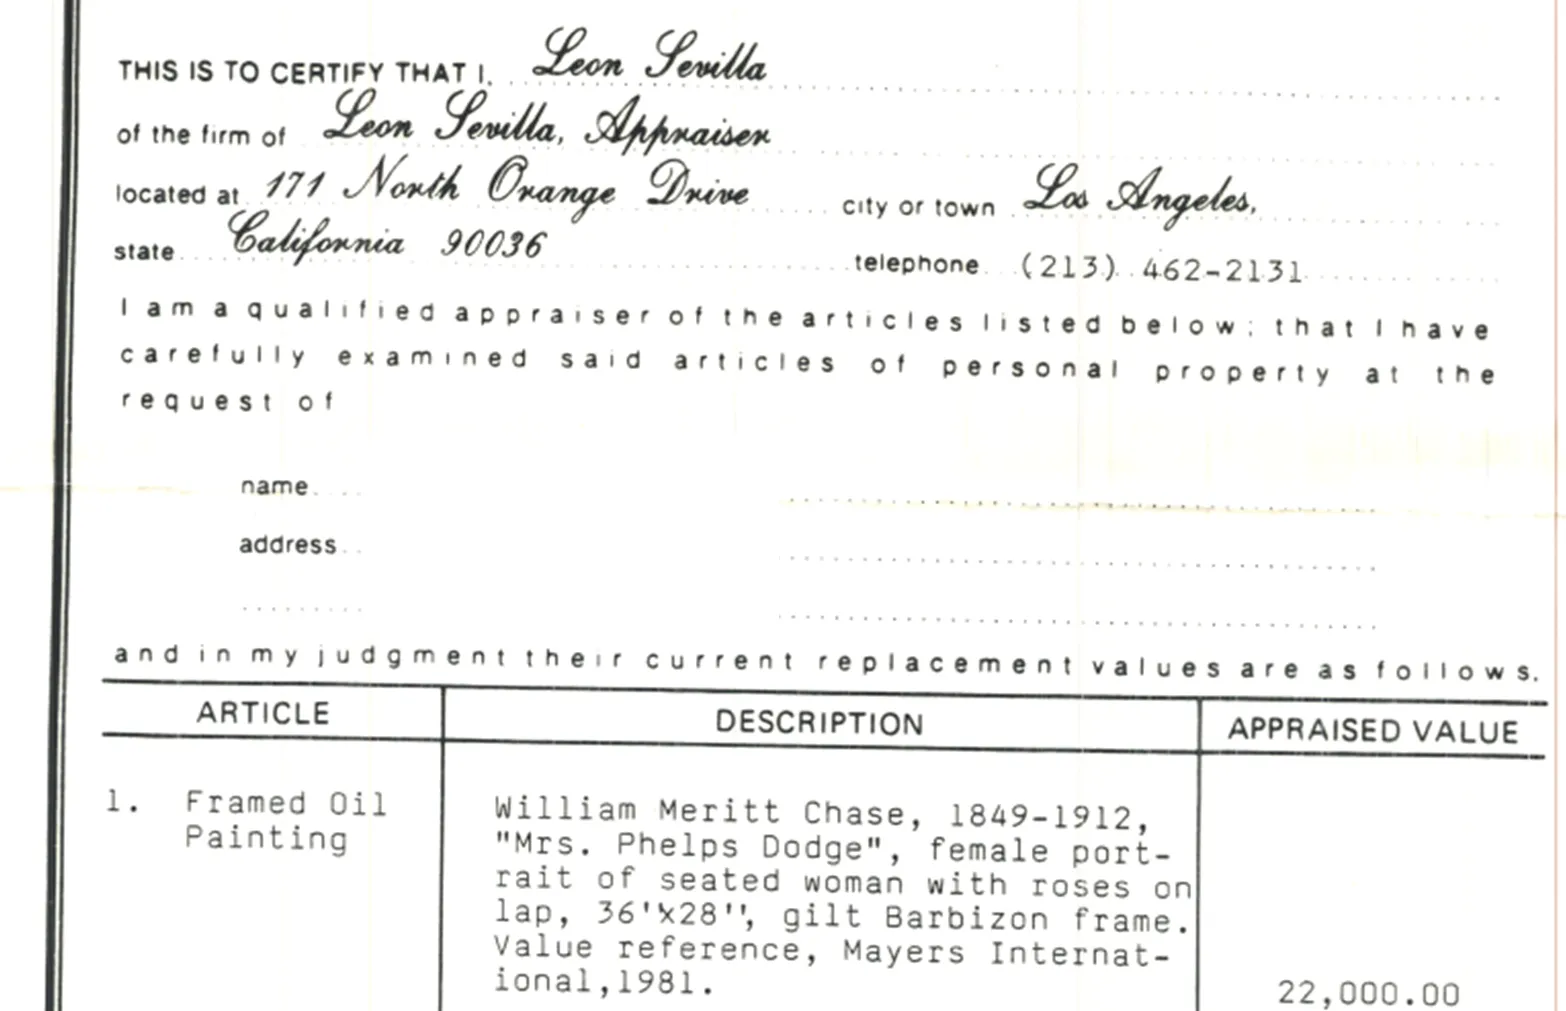 THIS IS TO CERTIFY THAT I, Leon Sevilla
of the firm of Leon Sevilla, Appraiser
located at 171 North Orange Drive city or town Los Angeles,
state California 90036 telephone (213) 462-2131
I am a qualified appraiser of the articles listed below; that I have
carefully examined said articles of personal property at the
request of
name
address
and in my judgment their current replacement values are as follows.
ARTICLE DESCRIPTION APPRAISED VALUE
1. Framed Oil William Meritt Chase, 1849-1912,
Painting "Mrs. Phelps Dodge", female port-
rait of seated woman with roses on
lap, 36"x28", gilt Barbizon frame.
Value reference, Mayers Internat-
ional,1981. 22,000.00